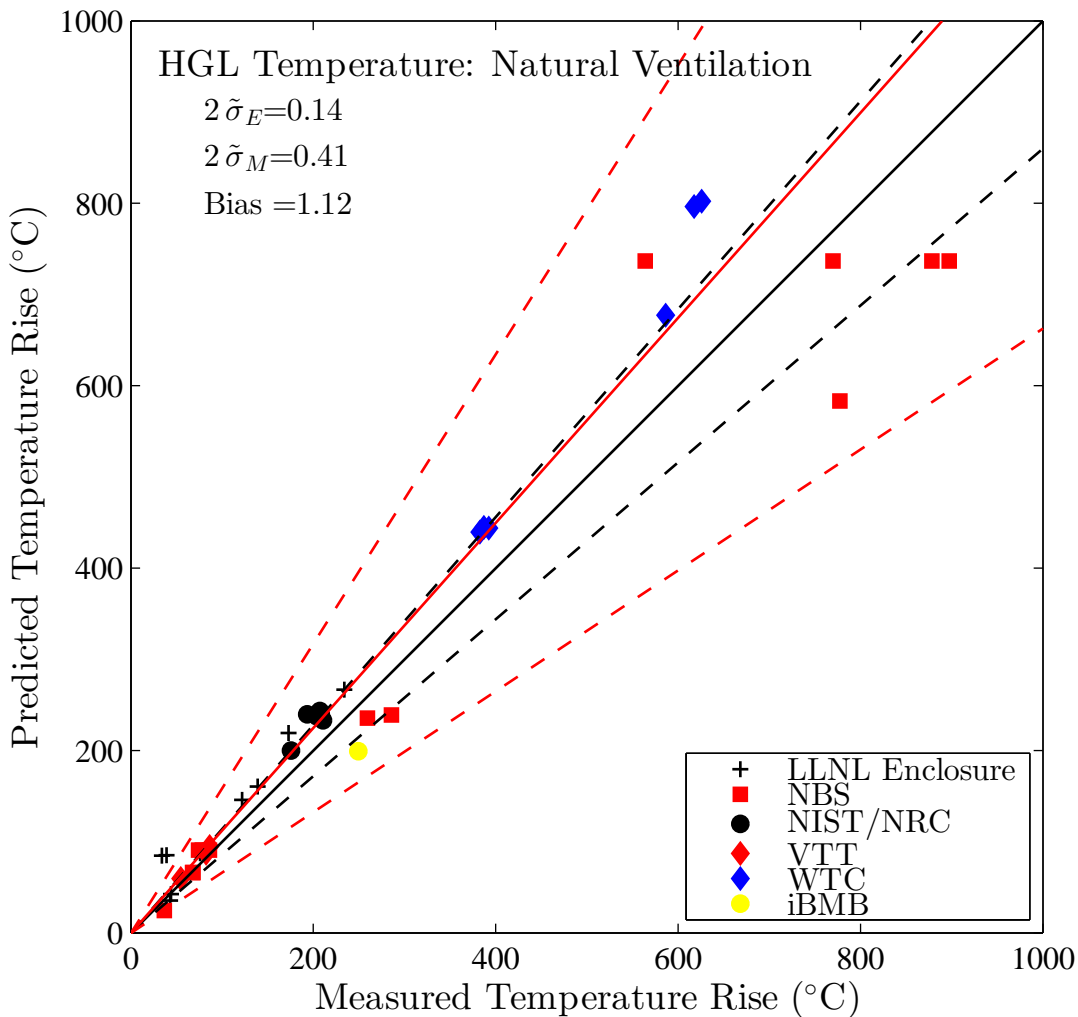 HGL Temperature: Natural Ventilation
2 σ̃_E=0.14
2 σ̃_M=0.41
Bias =1.12
1000
800
600
400
200
0
Predicted Temperature Rise (°C)
LLNL Enclosure
NBS
NIST/NRC
VTT
WTC
iBMB
0 200 400 600 800 1000
Measured Temperature Rise (°C)